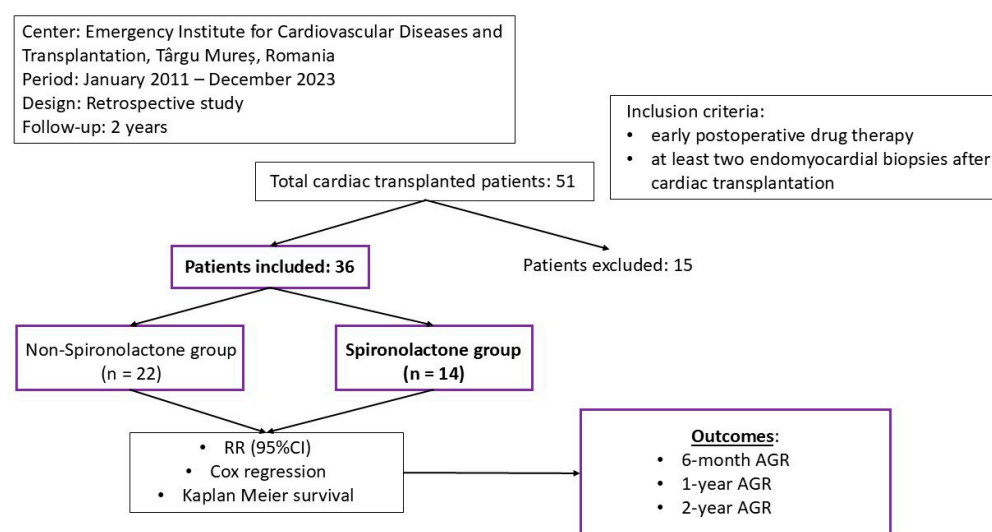 Center: Emergency Institute for Cardiovascular Diseases and
Transplantation, Târgu Mureș, Romania
Period: January 2011 – December 2023
Design: Retrospective study
Follow-up: 2 years
Inclusion criteria:
• early postoperative drug therapy
• at least two endomyocardial biopsies after
cardiac transplantation
Total cardiac transplanted patients: 51
Patients included: 36
Patients excluded: 15
Non-Spironolactone group
(n = 22)
Spironolactone group
(n = 14)
• RR (95%CI)
• Cox regression
• Kaplan Meier survival
Outcomes:
• 6-month AGR
• 1-year AGR
• 2-year AGR